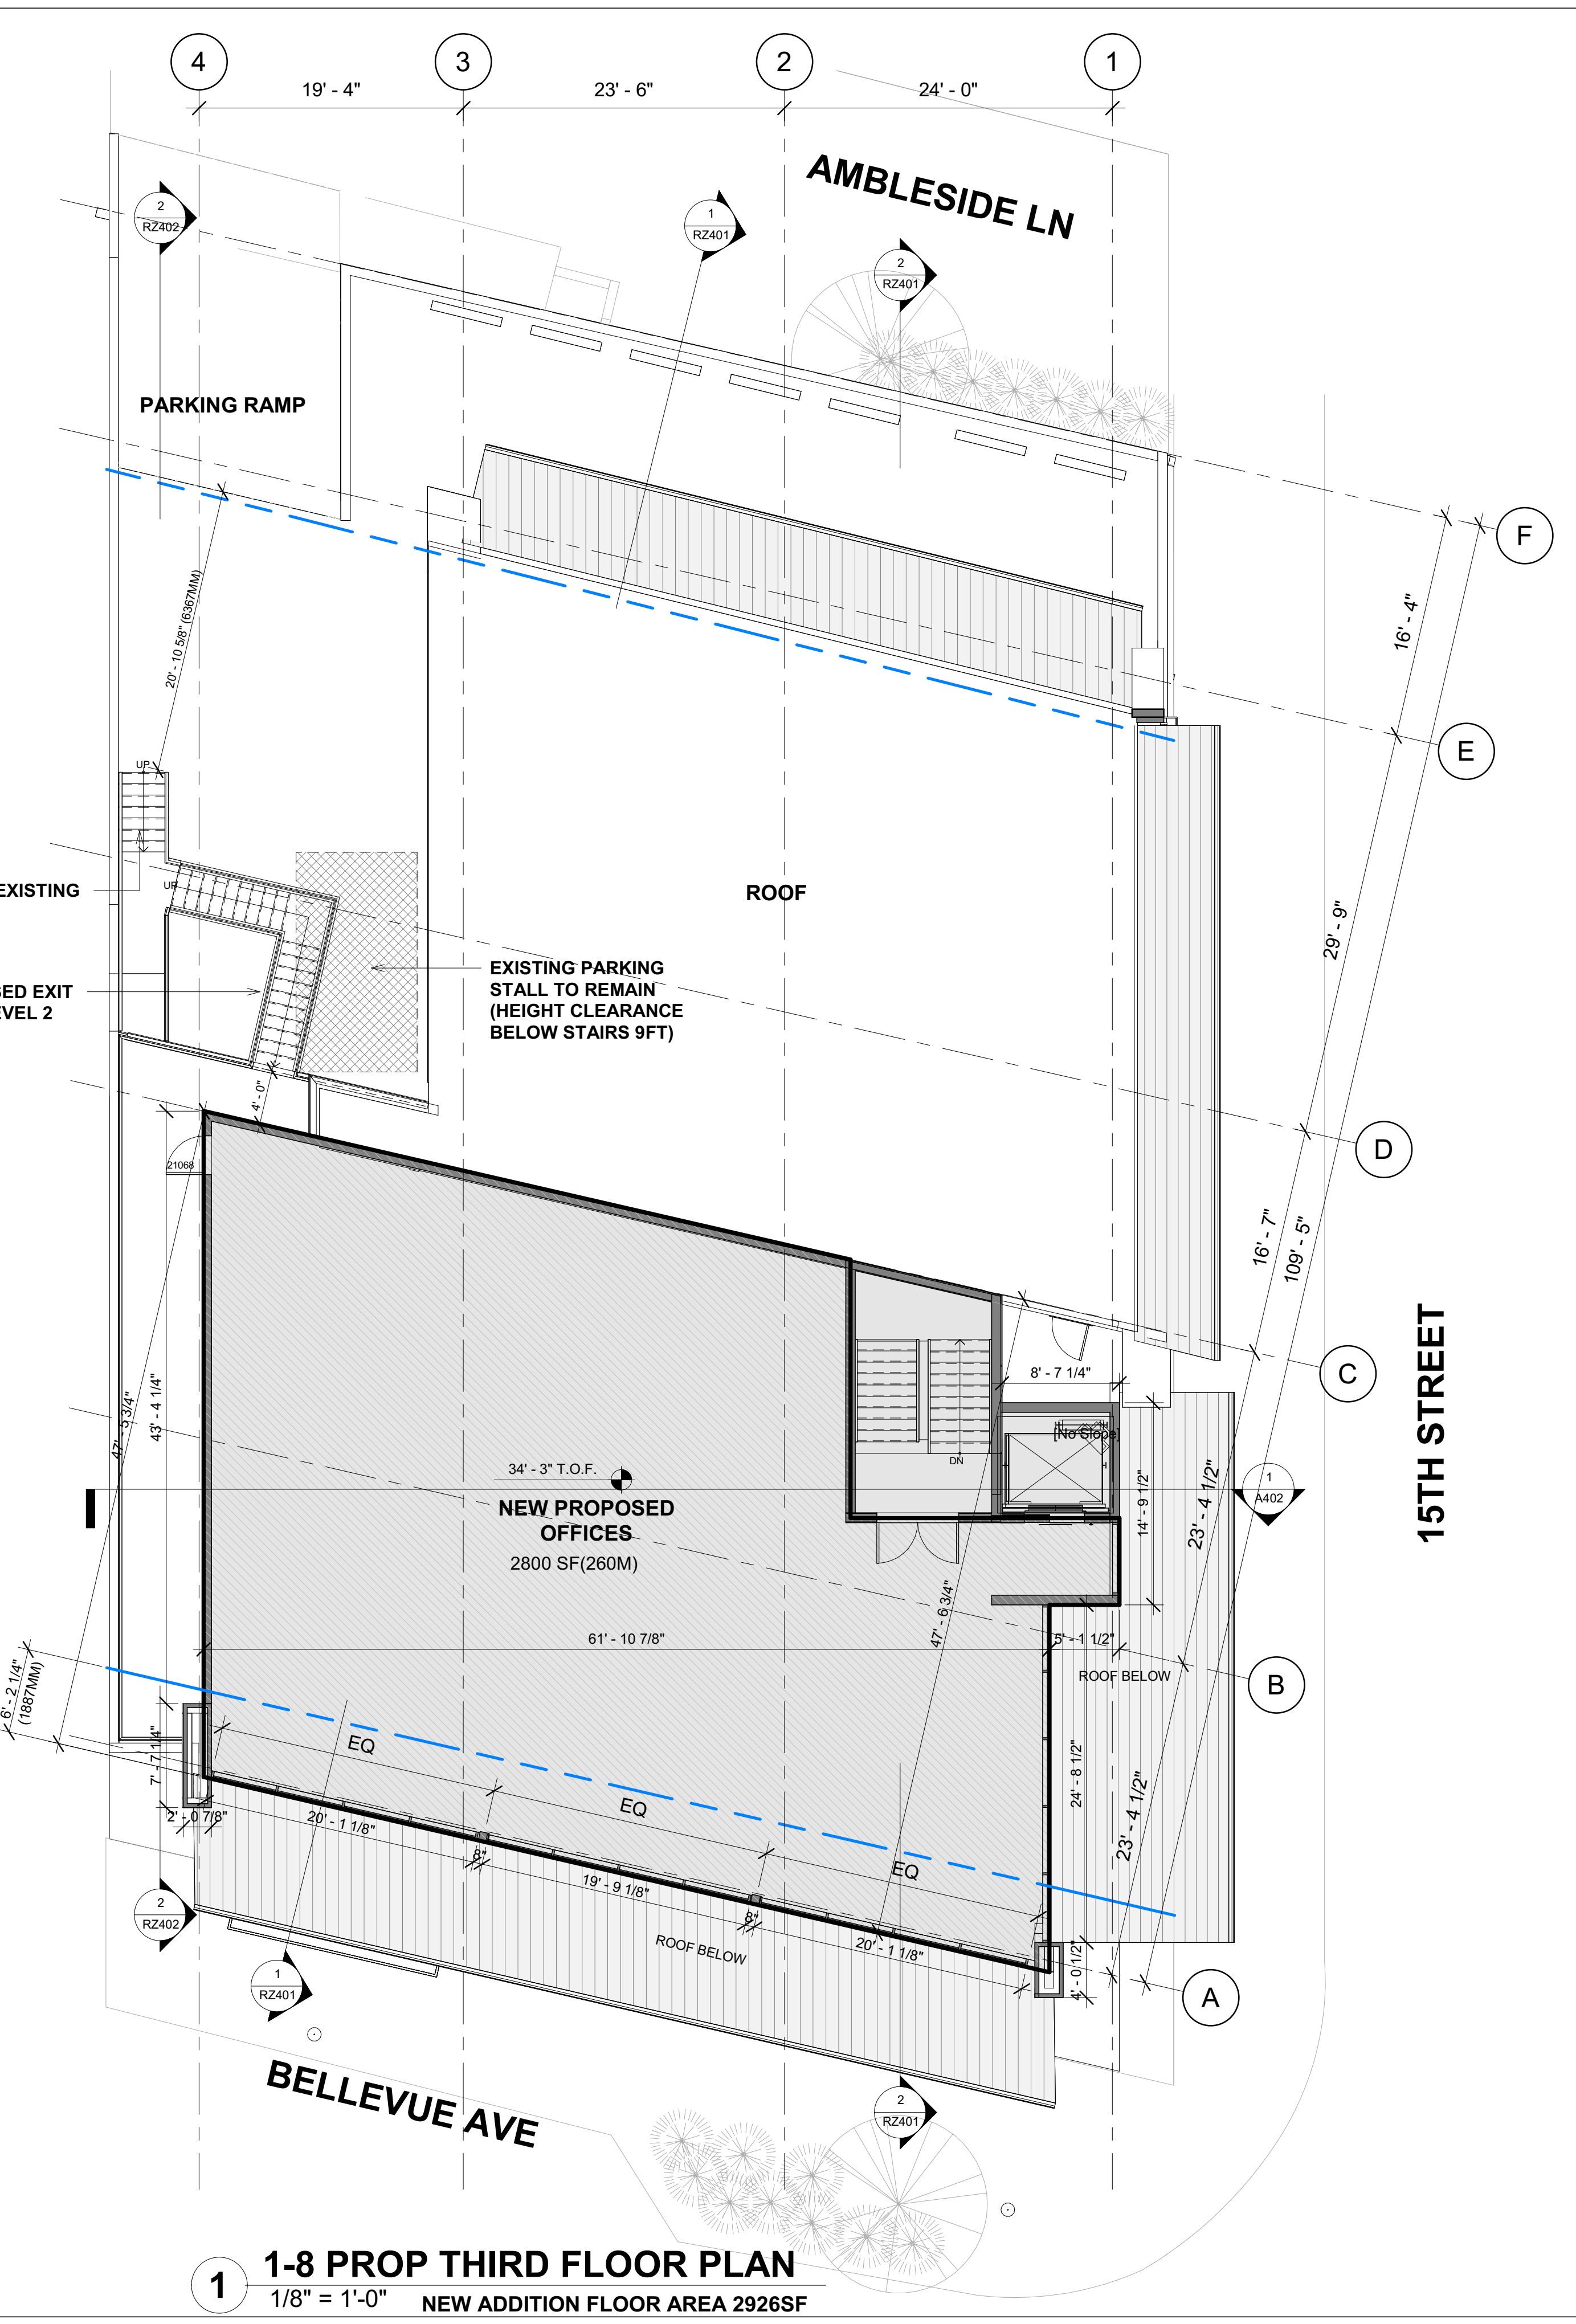 4
3
2
1
19' - 4"
23' - 6"
24' - 0"
AMBLESIDE LN
2
RZ402
1
RZ401
2
RZ401
PARKING RAMP
F
16' - 4"
20' - 10 5/8" (6367MM)
E
UP
UP
EXISTING
ROOF
29' - 9"
EXISTING PARKING
STALL TO REMAIN
(HEIGHT CLEARANCE
BELOW STAIRS 9FT)
SED EXIT
EVEL 2
4' - 0"
D
21068
16' - 7"
109' - 5"
C
15TH STREET
8' - 7 1/4"
47' - 5 3/4"
43' - 4 1/4"
[No Slope]
DN
34' - 3" T.O.F.
NEW PROPOSED
OFFICES
2800 SF(260M)
14' - 9 1/2"
23' - 4 1/2"
1
A402
47' - 6 3/4"
61' - 10 7/8"
5' - 1 1/2"
ROOF BELOW
B
6' - 2 1/4"
(1887MM)
7' - 7 1/4"
EQ
EQ
EQ
24' - 8 1/2"
23' - 4 1/2"
2' - 0 7/8"
20' - 1 1/8"
8"
19' - 9 1/8"
8"
20' - 1 1/8"
ROOF BELOW
4' - 0 1/2"
A
2
RZ402
1
RZ401
2
RZ401
BELLEVUE AVE
1
1-8 PROP THIRD FLOOR PLAN
1/8" = 1'-0"
NEW ADDITION FLOOR AREA 2926SF